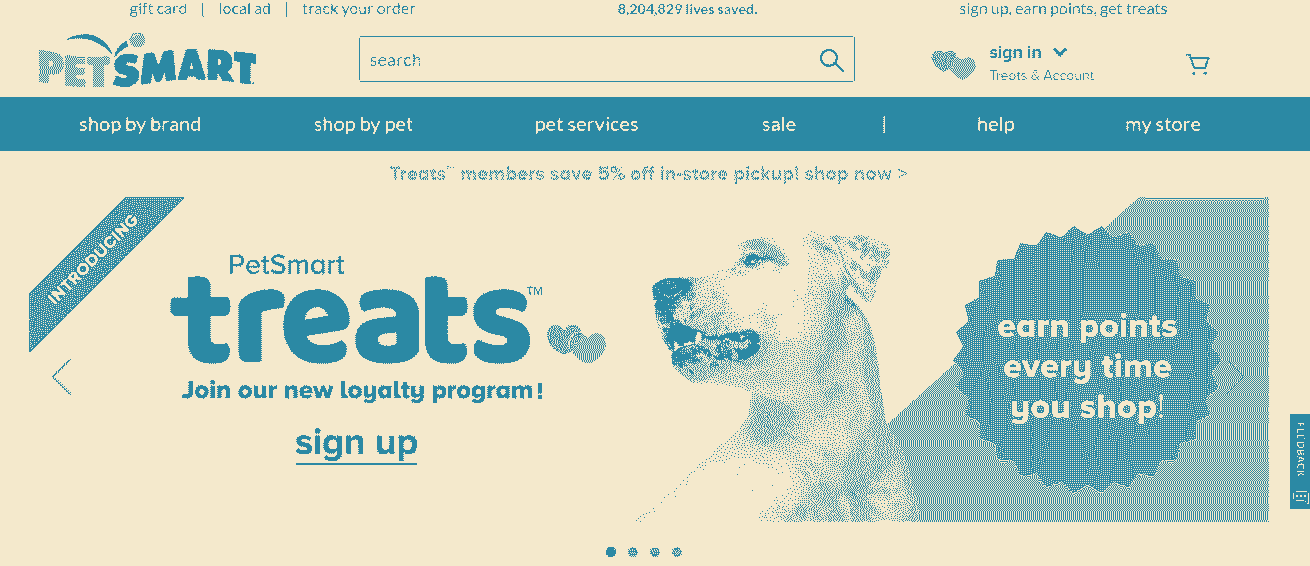 gift card | local ad | track your order
8,204,829 lives saved.
sign up, earn points, get treats
PETSMART
search
sign in
Treats & Account
shop by brand
shop by pet
pet services
sale
|
help
my store
Treats™ members save 5% off in-store pickup! shop now >
INTRODUCING
PetSmart
treats™
Join our new loyalty program!
sign up
earn points
every time
you shop!
FEEDBACK